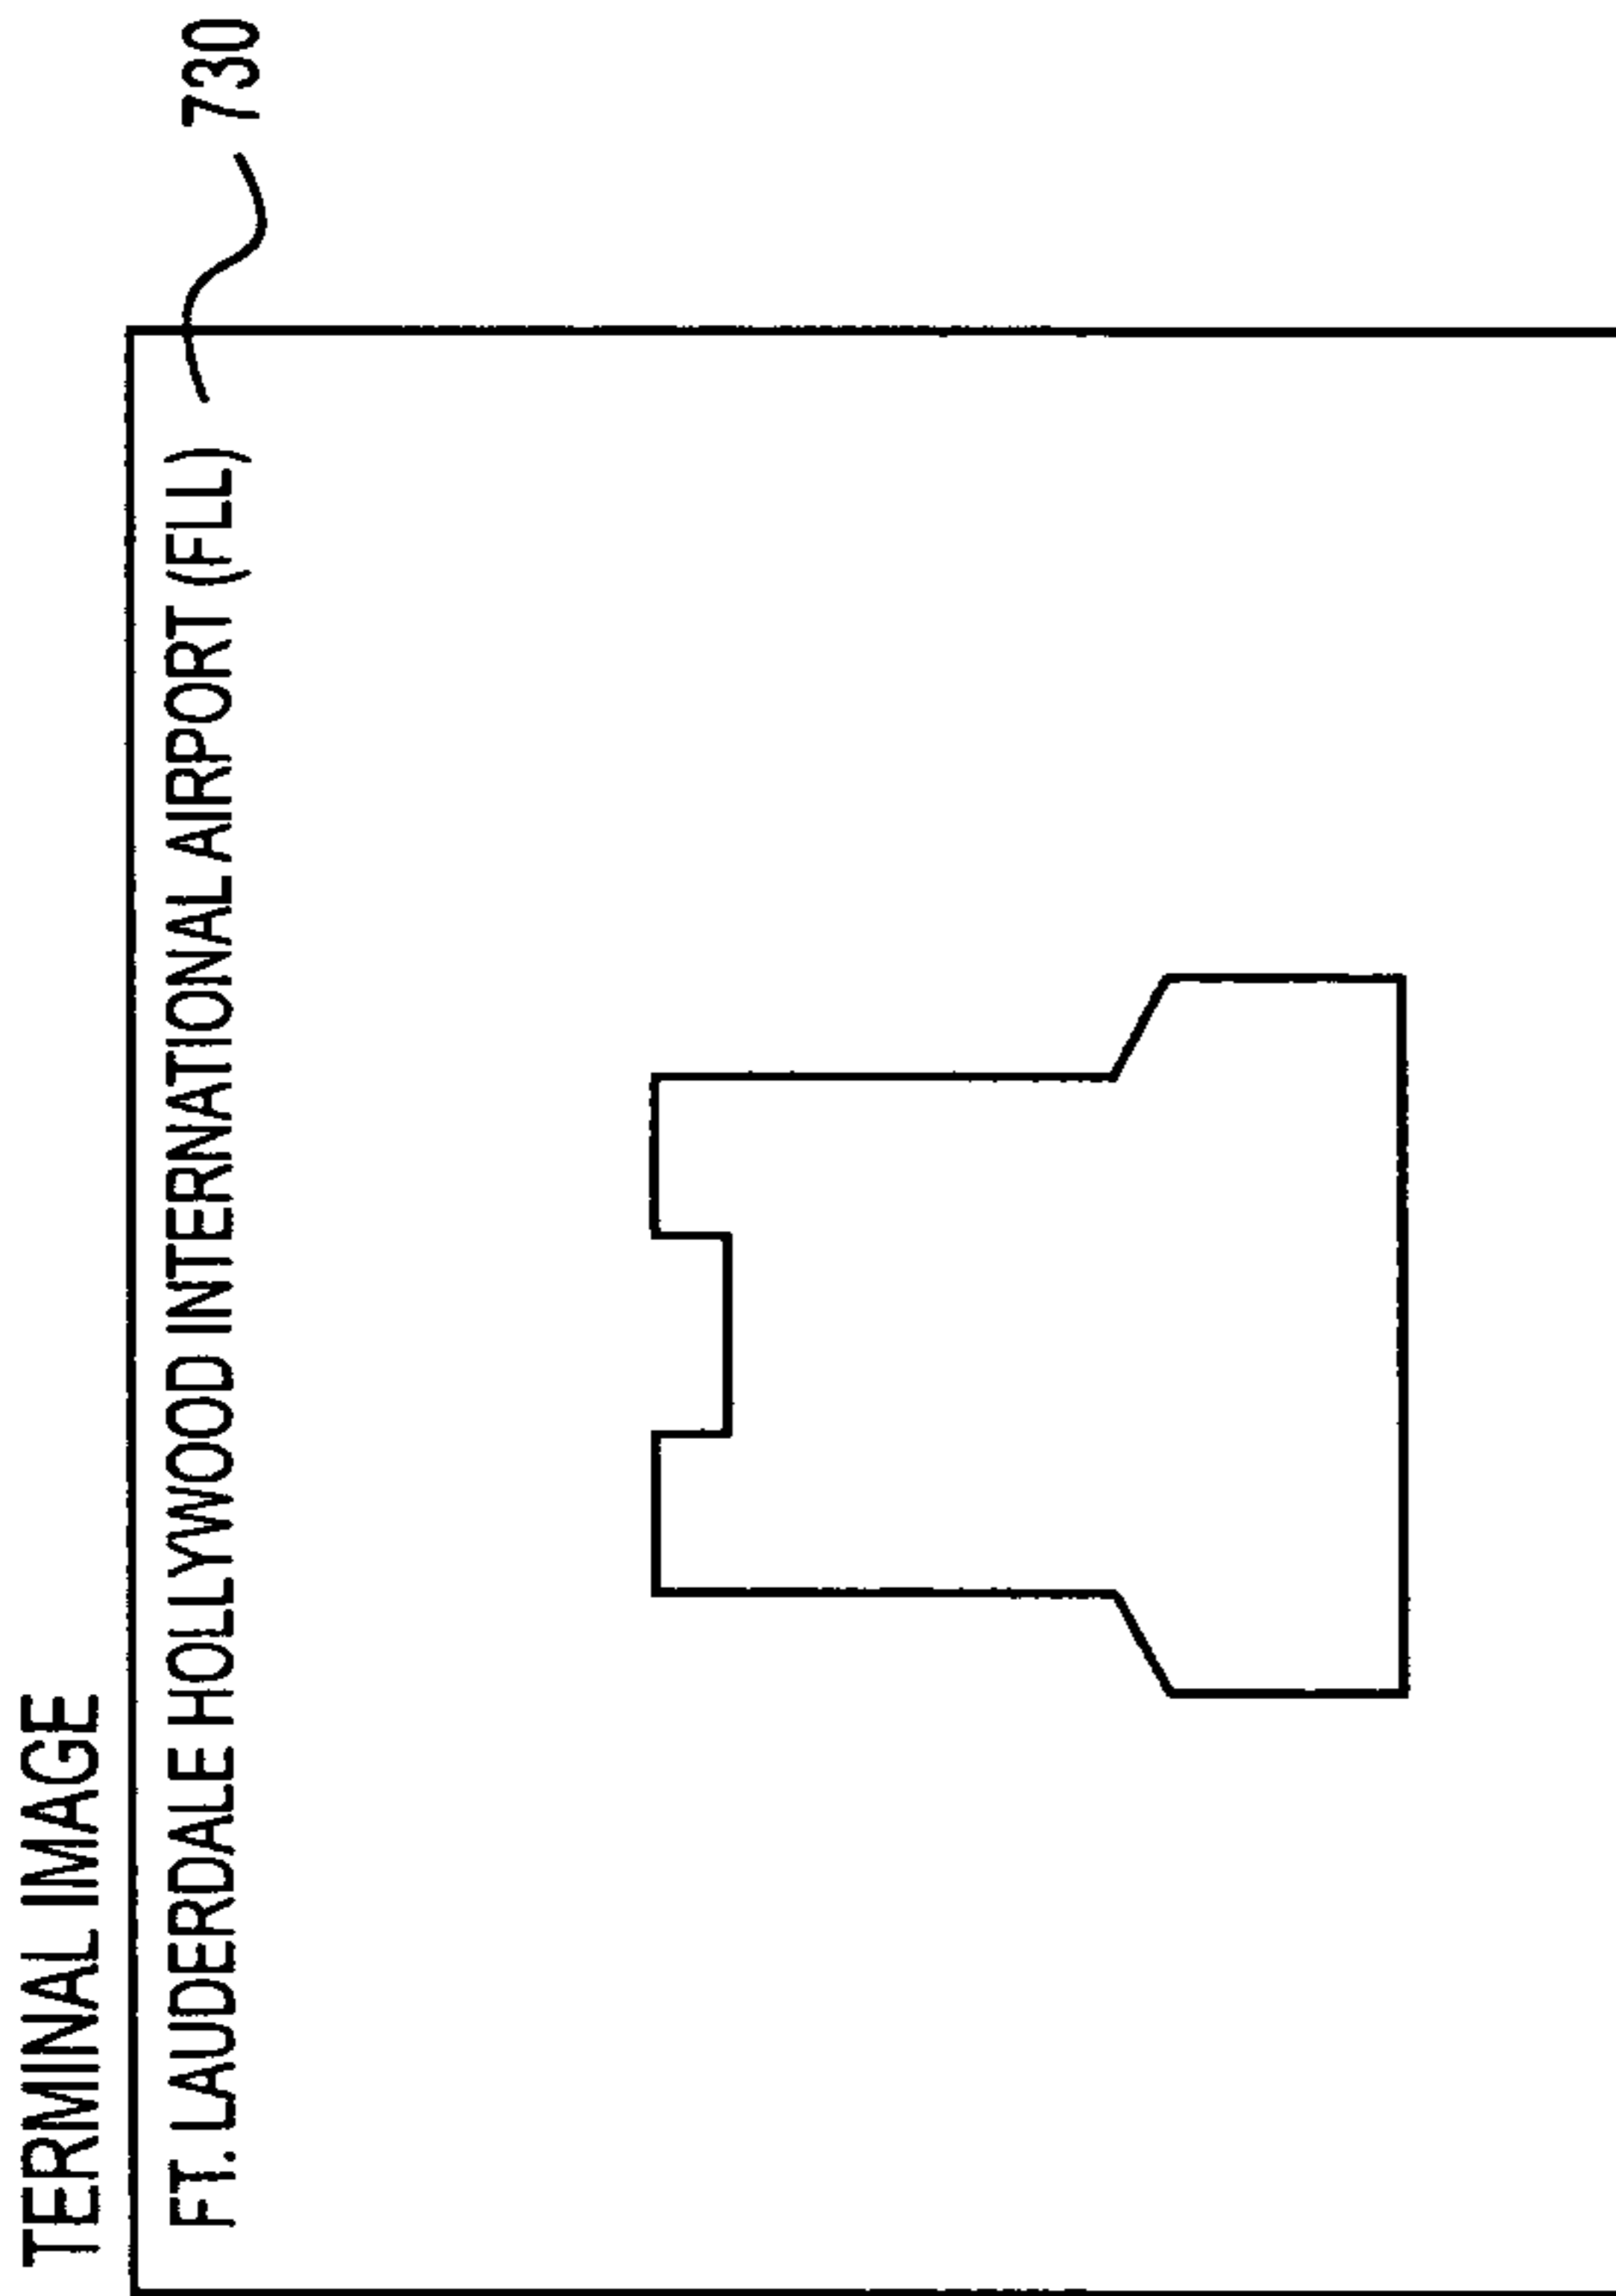 TERMINAL IMAGE
FT. LAUDERDALE HOLLYWOOD INTERNATIONAL AIRPORT (FLL)
730